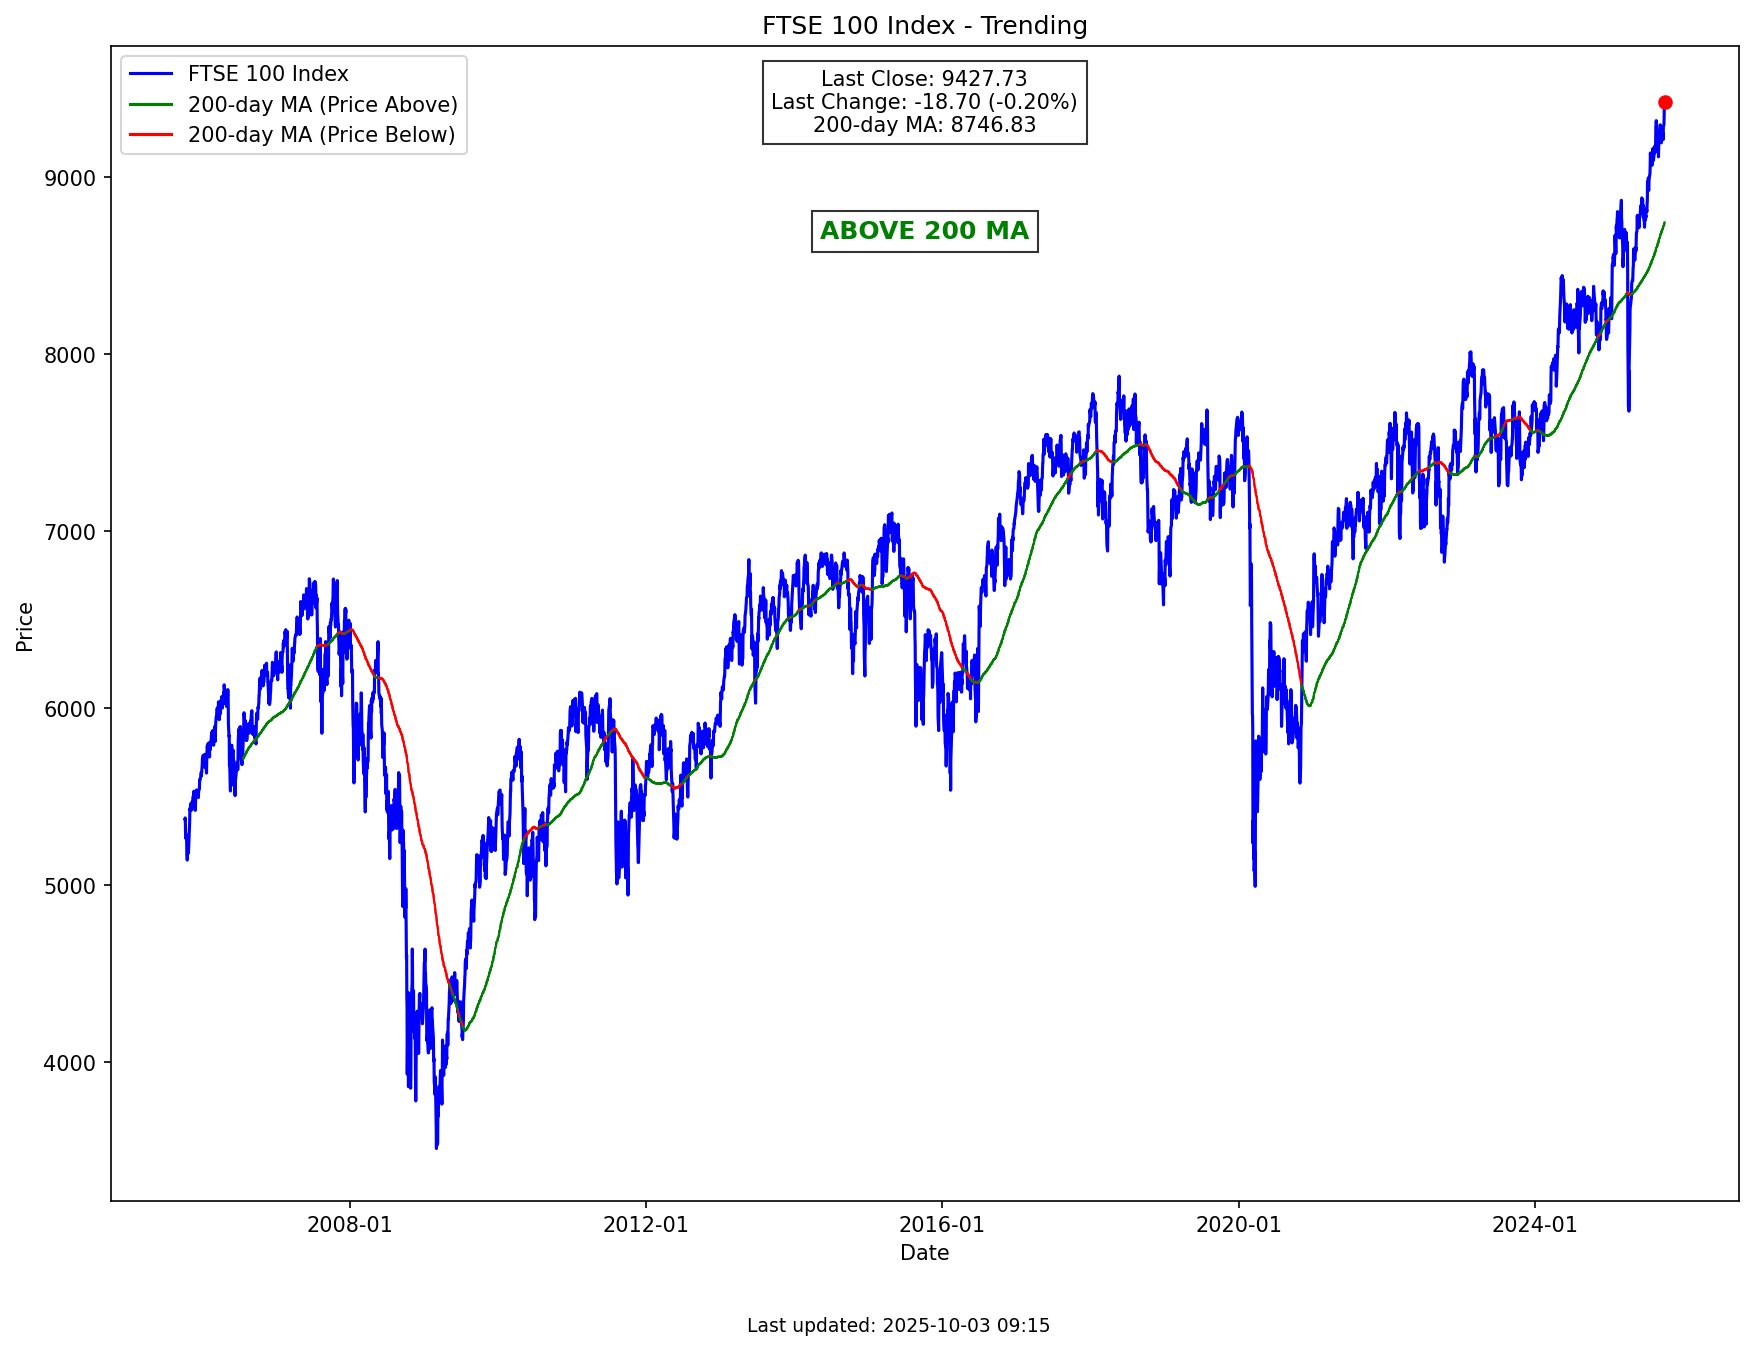 FTSE 100 Index - Trending
FTSE 100 Index
200-day MA (Price Above)
200-day MA (Price Below)
Last Close: 9427.73
Last Change: -18.70 (-0.20%)
200-day MA: 8746.83
ABOVE 200 MA
9000
8000
7000
6000
5000
4000
Price
2008-01
2012-01
2016-01
2020-01
2024-01
Date
Last updated: 2025-10-03 09:15